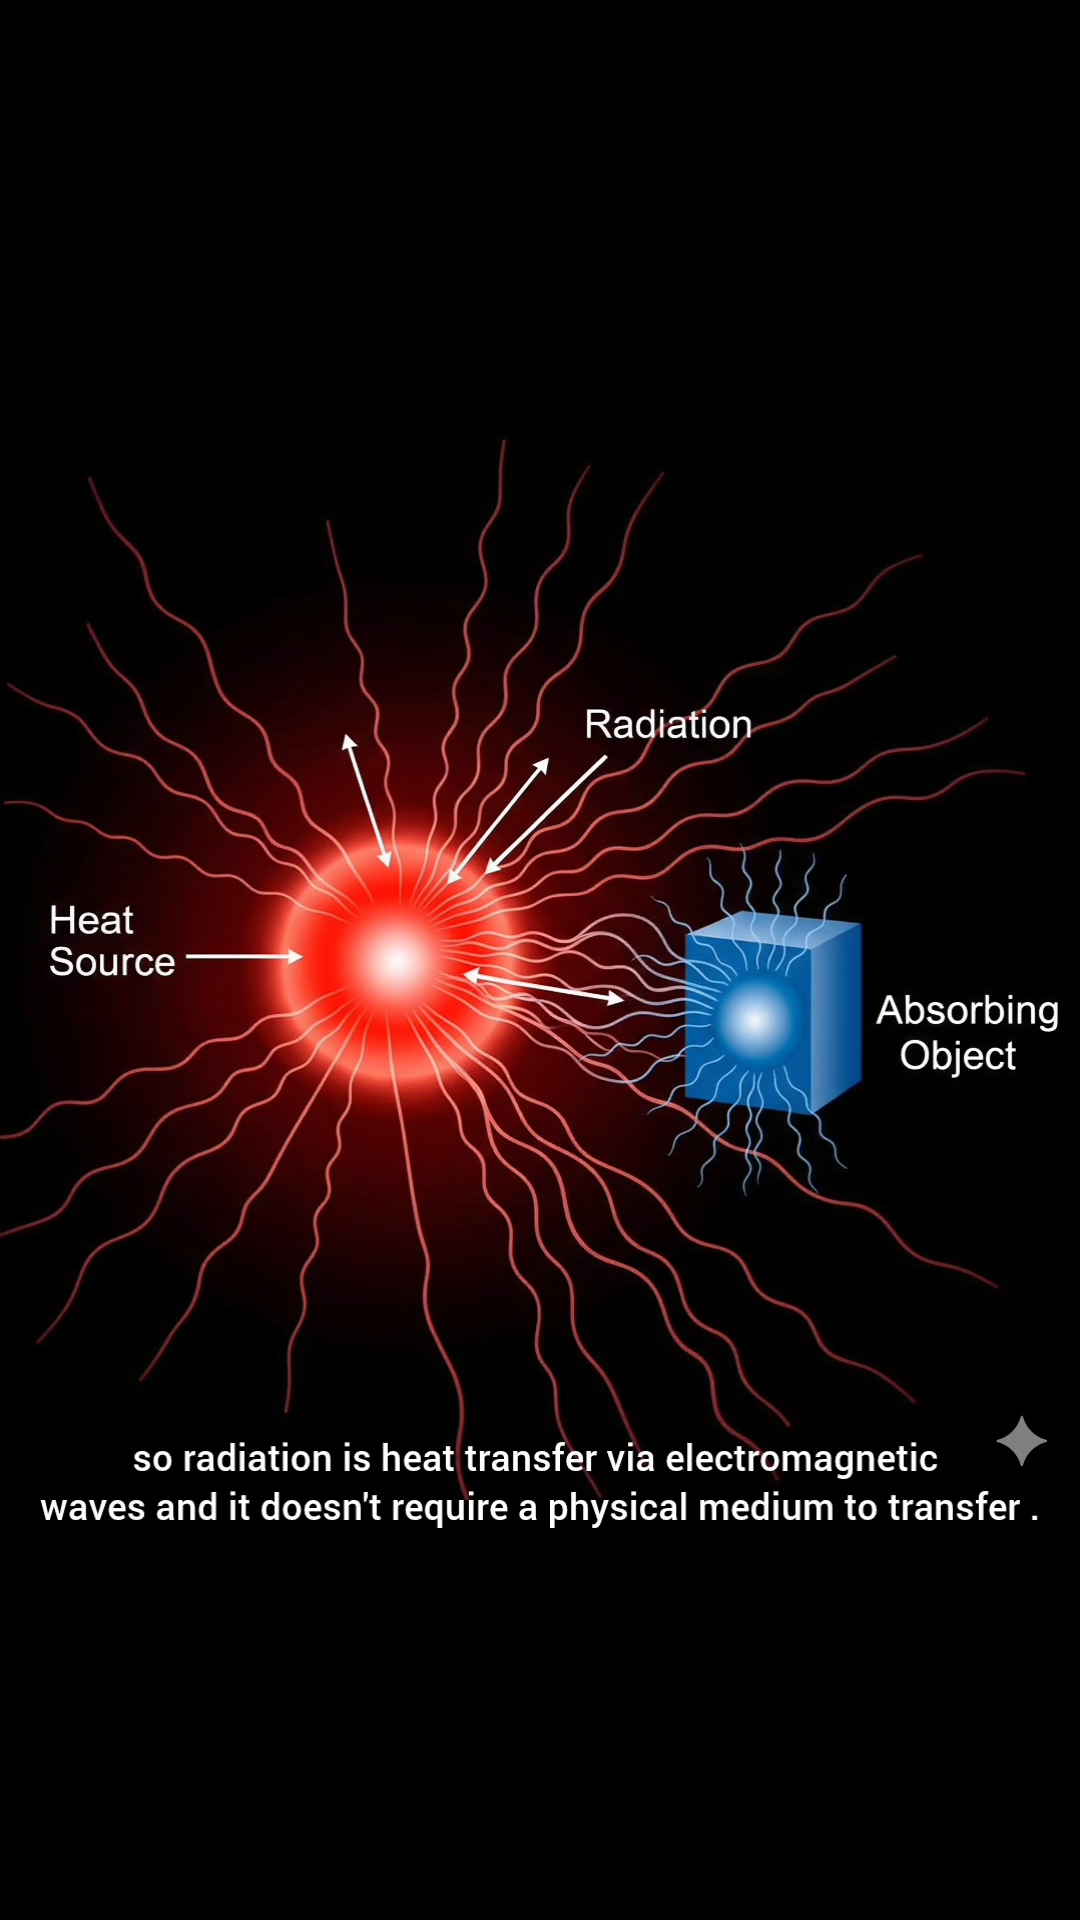 Radiation
Heat
Source
Absorbing
Object
so radiation is heat transfer via electromagnetic
waves and it doesn't require a physical medium to transfer .